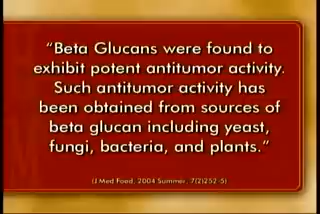 “Beta Glucans were found to
exhibit potent antitumor activity.
Such antitumor activity has
been obtained from sources of
beta glucan including yeast,
fungi, bacteria, and plants.”
(J Med Food, 2004 Summer, 7(2)252-5)